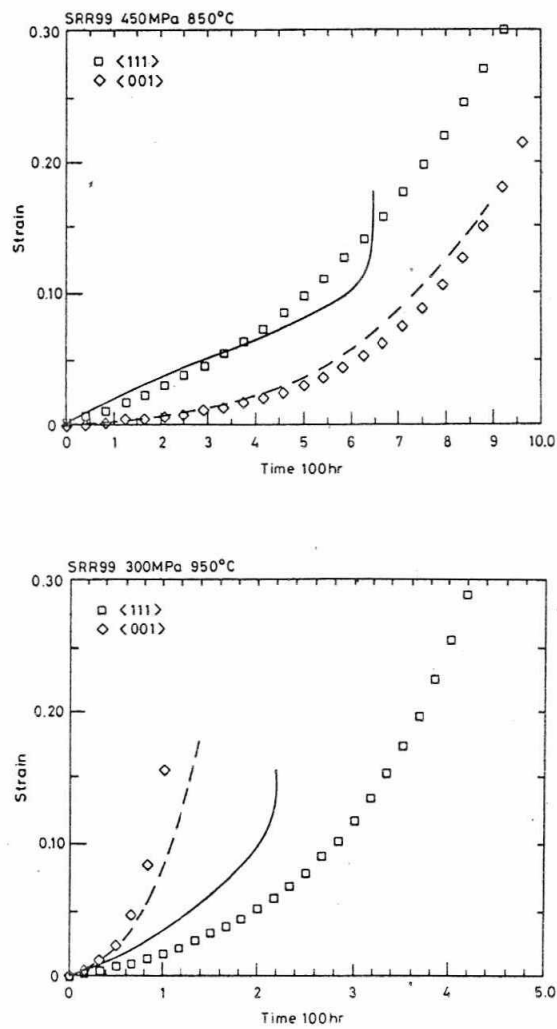 SRR99 450MPa 850°C
0.30
□ <111>
◇ <001>
0.20
Strain
0.10
0
0 1 2 3 4 5 6 7 8 9 10.0
Time 100hr
SRR99 300MPa 950°C
0.30
□ <111>
◇ <001>
0.20
Strain
0.10
0
0 1 2 3 4 5.0
Time 100hr